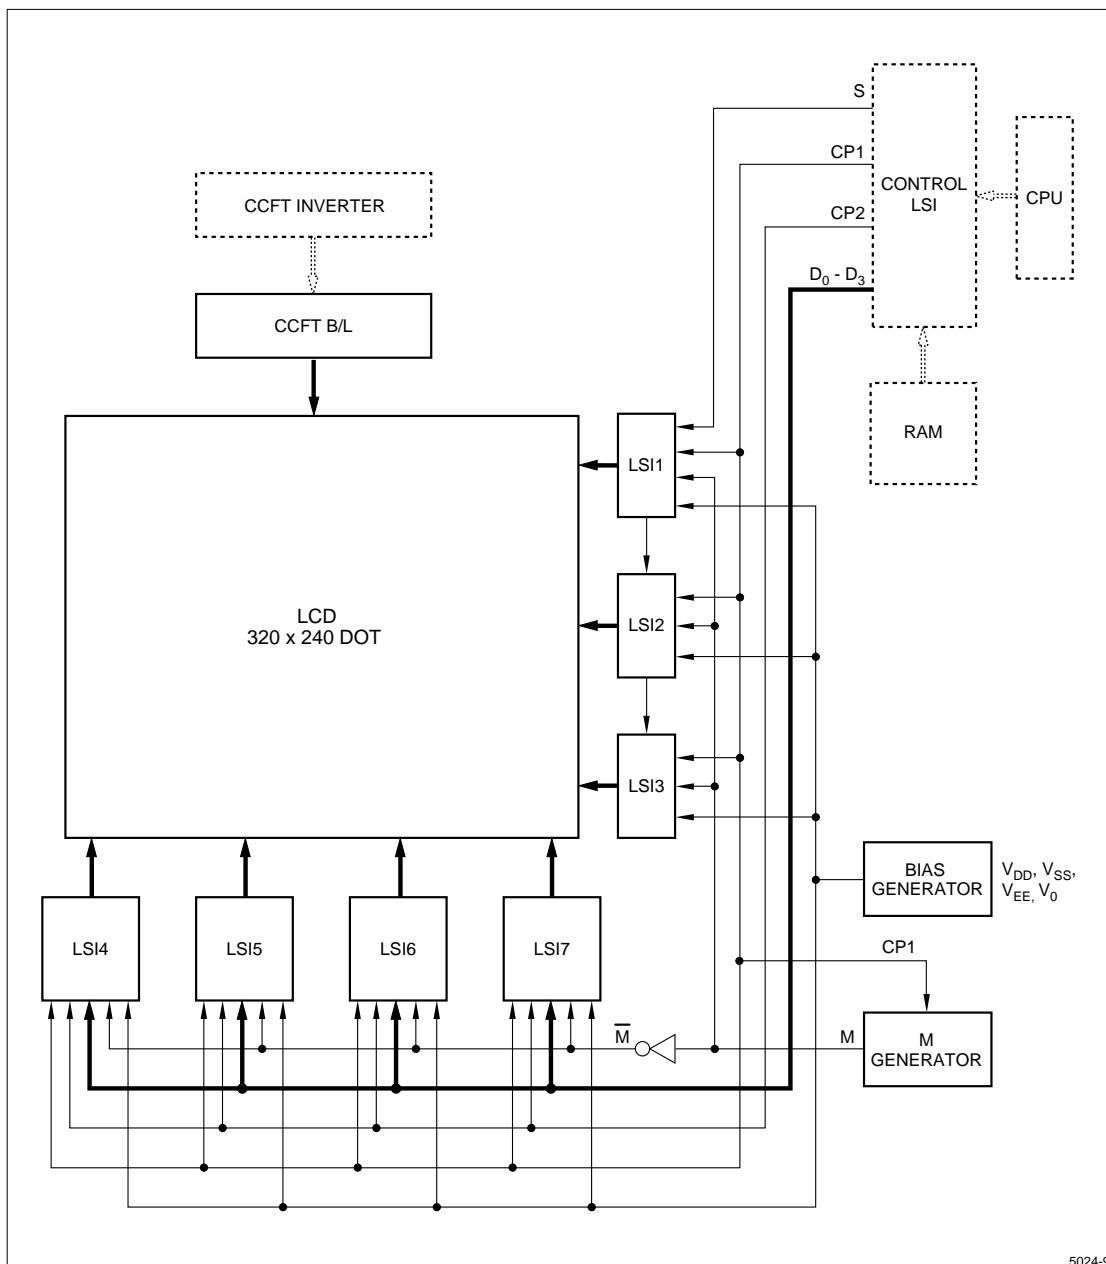 S
CP1
CONTROL
LSI
CPU
CCFT INVERTER
CP2
D0 - D3
CCFT B/L
RAM
LSI1
LCD
320 x 240 DOT
LSI2
LSI3
BIAS
GENERATOR
VDD, VSS,
VEE, V0
LSI4
LSI5
LSI6
LSI7
CP1
M̅
M
M
GENERATOR